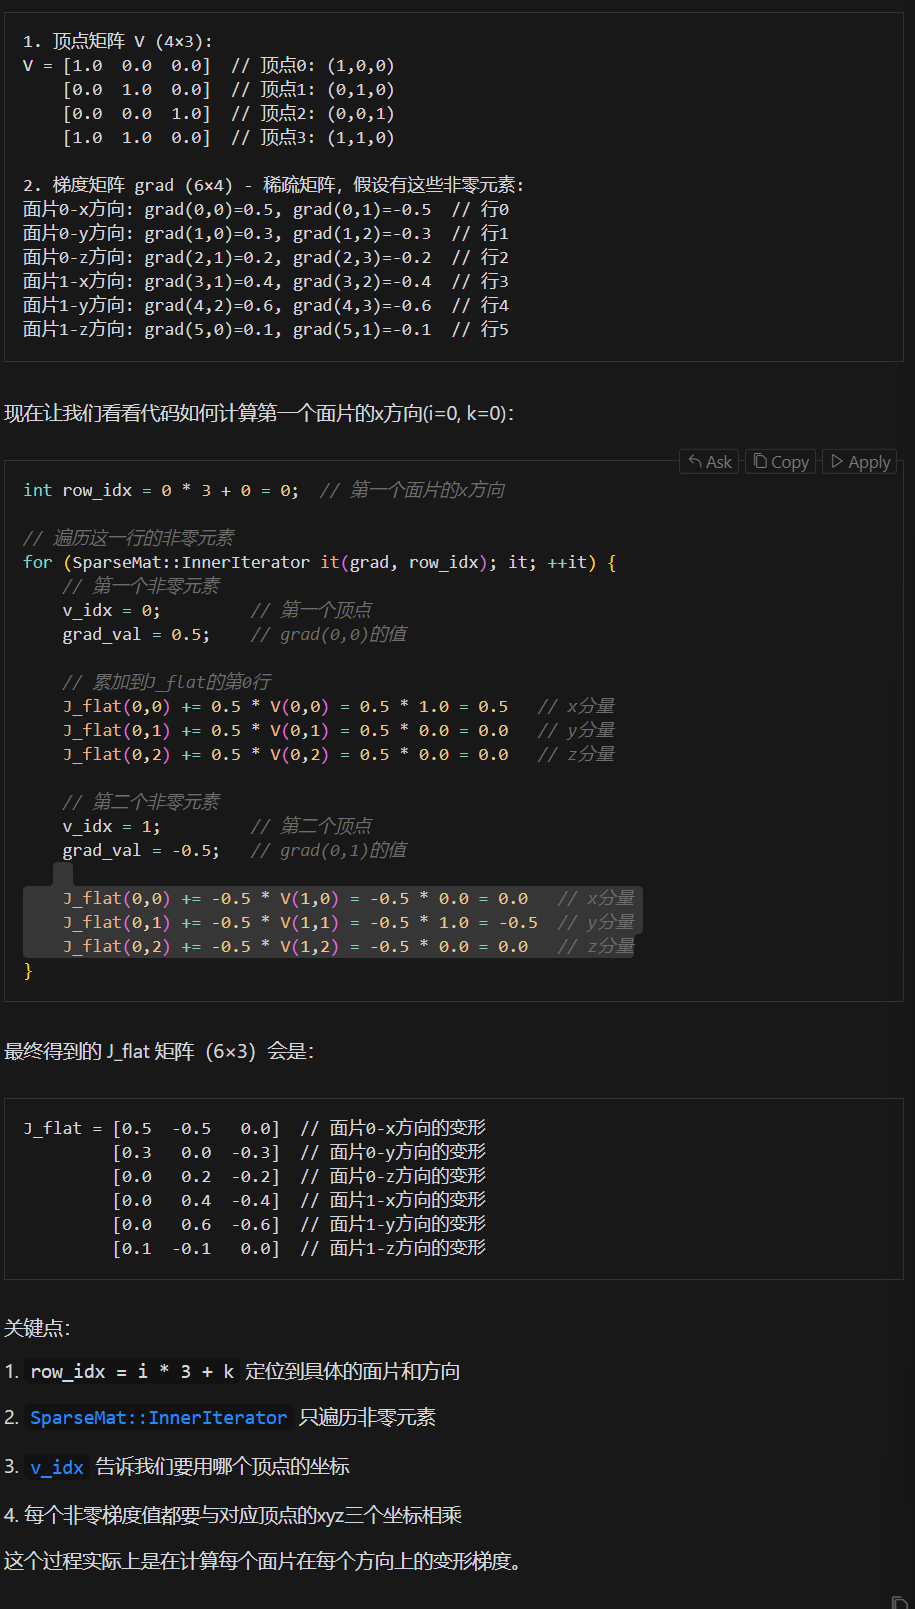 1. 顶点矩阵 V (4×3):
V = [1.0  0.0  0.0]  // 顶点0: (1,0,0)
    [0.0  1.0  0.0]  // 顶点1: (0,1,0)
    [0.0  0.0  1.0]  // 顶点2: (0,0,1)
    [1.0  1.0  0.0]  // 顶点3: (1,1,0)
2. 梯度矩阵 grad (6×4) - 稀疏矩阵，假设有这些非零元素:
面片0-x方向: grad(0,0)=0.5, grad(0,1)=-0.5  // 行0
面片0-y方向: grad(1,0)=0.3, grad(1,2)=-0.3  // 行1
面片0-z方向: grad(2,1)=0.2, grad(2,3)=-0.2  // 行2
面片1-x方向: grad(3,1)=0.4, grad(3,2)=-0.4  // 行3
面片1-y方向: grad(4,2)=0.6, grad(4,3)=-0.6  // 行4
面片1-z方向: grad(5,0)=0.1, grad(5,1)=-0.1  // 行5
现在让我们看看代码如何计算第一个面片的x方向(i=0, k=0)：
Ask Copy Apply
int row_idx = 0 * 3 + 0 = 0;  // 第一个面片的x方向
// 遍历这一行的非零元素
for (SparseMat::InnerIterator it(grad, row_idx); it; ++it) {
    // 第一个非零元素
    v_idx = 0;         // 第一个顶点
    grad_val = 0.5;    // grad(0,0)的值
    // 累加到J_flat的第0行
    J_flat(0,0) += 0.5 * V(0,0) = 0.5 * 1.0 = 0.5   // x分量
    J_flat(0,1) += 0.5 * V(0,1) = 0.5 * 0.0 = 0.0   // y分量
    J_flat(0,2) += 0.5 * V(0,2) = 0.5 * 0.0 = 0.0   // z分量
    // 第二个非零元素
    v_idx = 1;         // 第二个顶点
    grad_val = -0.5;   // grad(0,1)的值
    J_flat(0,0) += -0.5 * V(1,0) = -0.5 * 0.0 = 0.0   // x分量
    J_flat(0,1) += -0.5 * V(1,1) = -0.5 * 1.0 = -0.5  // y分量
    J_flat(0,2) += -0.5 * V(1,2) = -0.5 * 0.0 = 0.0   // z分量
}
最终得到的 J_flat 矩阵（6×3）会是：
J_flat = [0.5  -0.5   0.0]  // 面片0-x方向的变形
         [0.3   0.0  -0.3]  // 面片0-y方向的变形
         [0.0   0.2  -0.2]  // 面片0-z方向的变形
         [0.0   0.4  -0.4]  // 面片1-x方向的变形
         [0.0   0.6  -0.6]  // 面片1-y方向的变形
         [0.1  -0.1   0.0]  // 面片1-z方向的变形
关键点：
1. row_idx = i * 3 + k 定位到具体的面片和方向
2. SparseMat::InnerIterator 只遍历非零元素
3. v_idx 告诉我们要用哪个顶点的坐标
4. 每个非零梯度值都要与对应顶点的xyz三个坐标相乘
这个过程实际上是在计算每个面片在每个方向上的变形梯度。